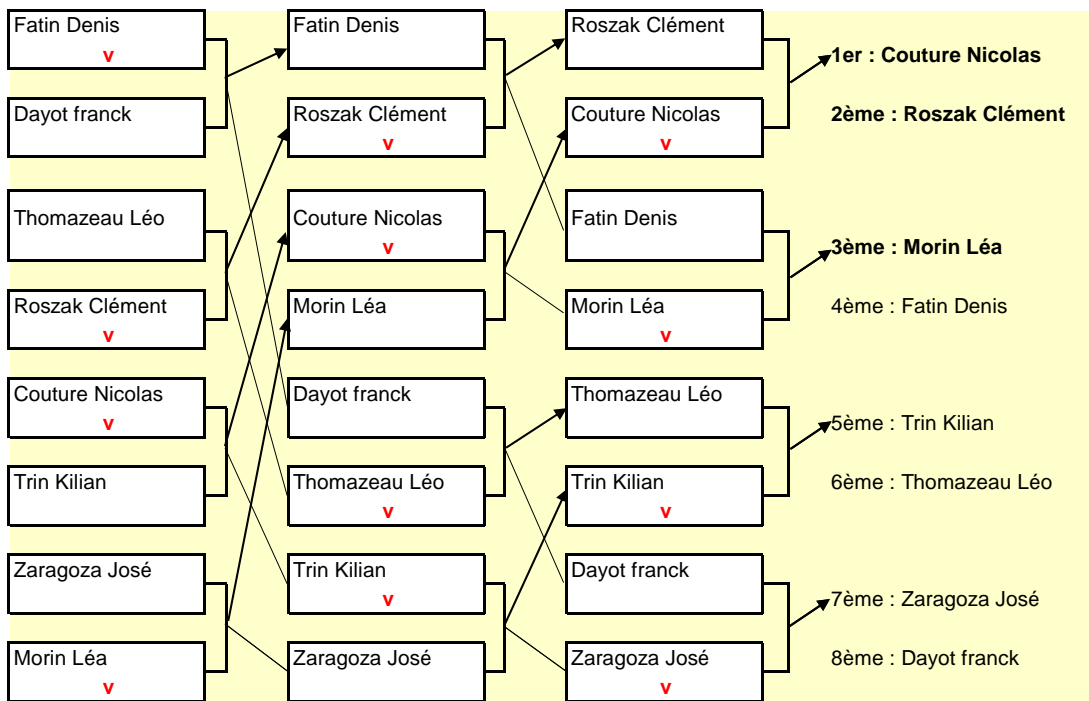 Fatin Denis
v
Dayot franck
Thomazeau Léo
Roszak Clément
v
Couture Nicolas
v
Trin Kilian
Zaragoza José
Morin Léa
v
Fatin Denis
Roszak Clément
v
Couture Nicolas
v
Morin Léa
Dayot franck
Thomazeau Léo
v
Trin Kilian
v
Zaragoza José
Roszak Clément
Couture Nicolas
v
Fatin Denis
Morin Léa
v
Thomazeau Léo
Trin Kilian
v
Dayot franck
Zaragoza José
v
1er : Couture Nicolas
2ème : Roszak Clément
3ème : Morin Léa
4ème : Fatin Denis
5ème : Trin Kilian
6ème : Thomazeau Léo
7ème : Zaragoza José
8ème : Dayot franck